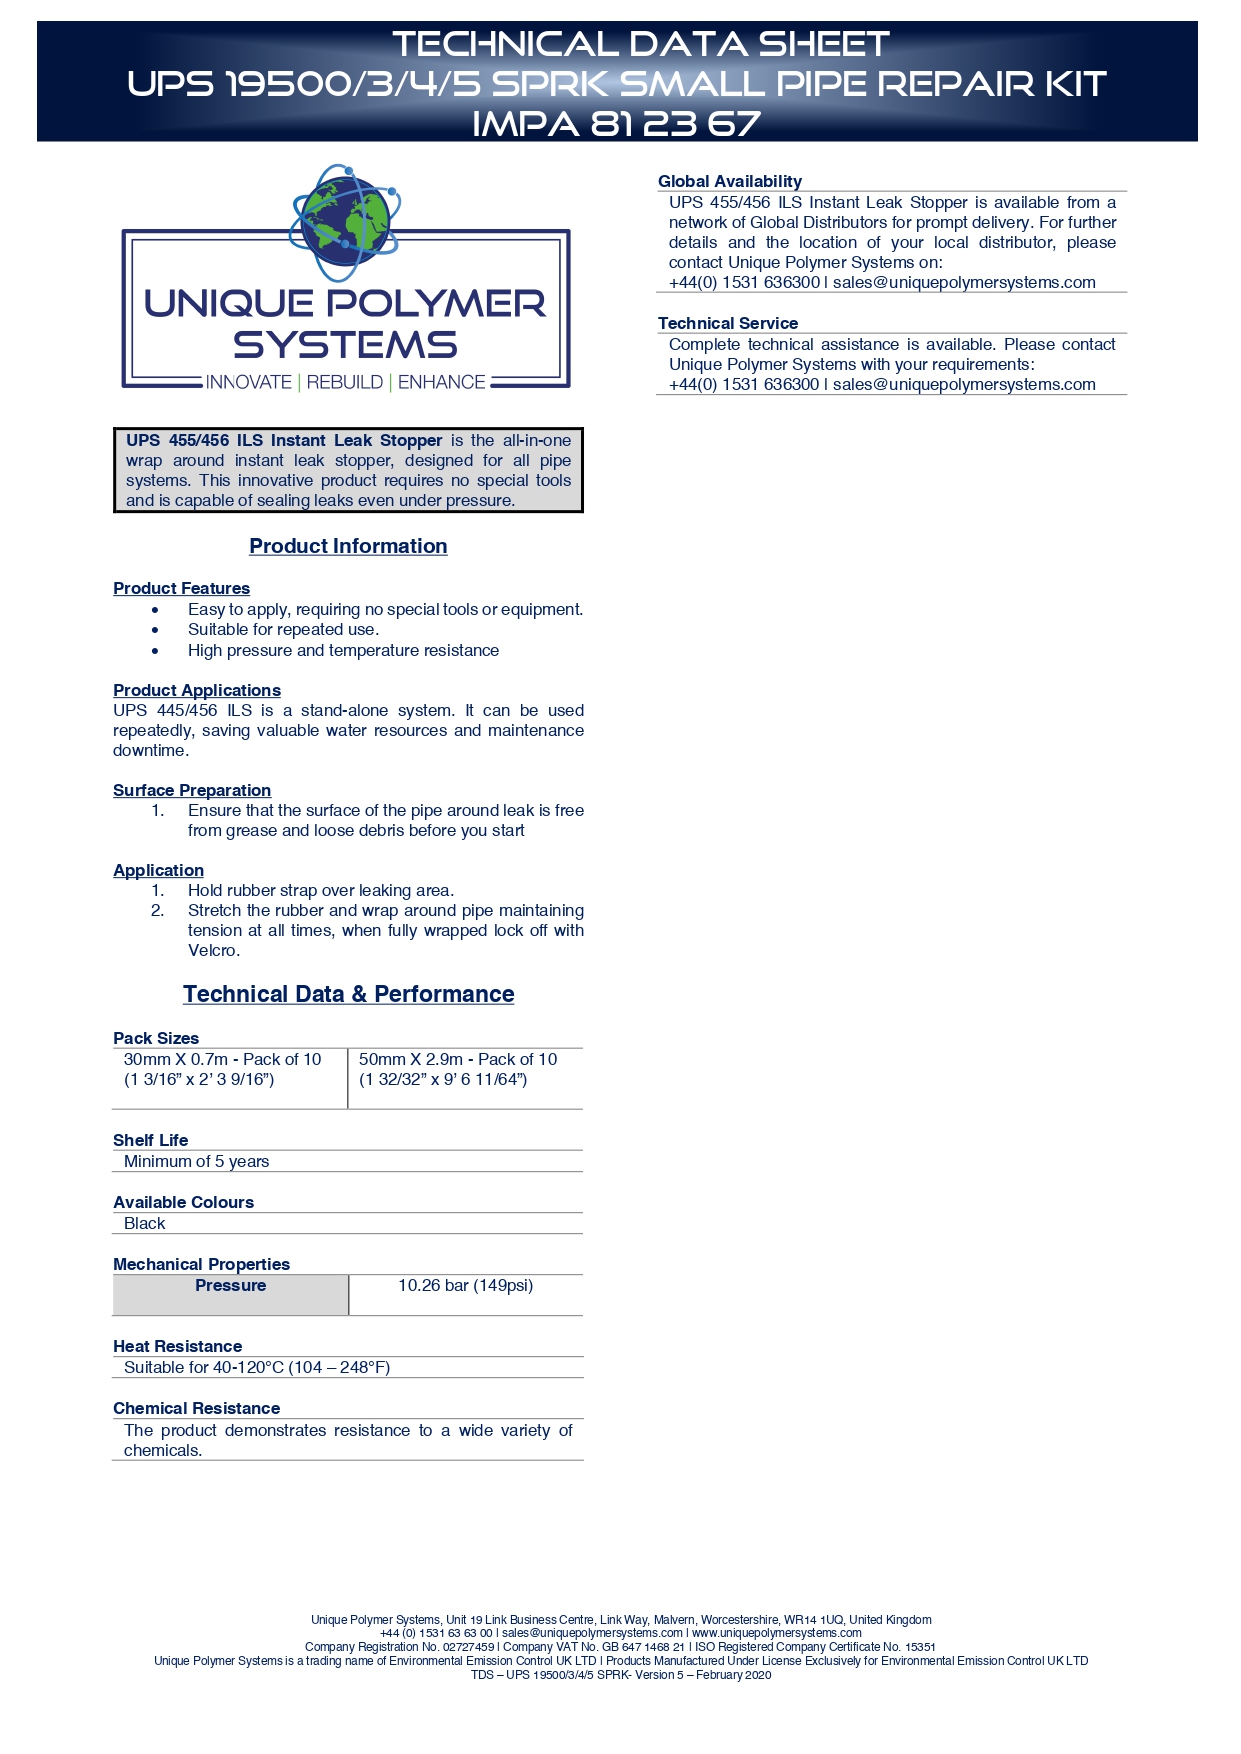 TECHNICAL DATA SHEET
UPS 19500/3/4/5 SPRK SMALL PIPE REPAIR KIT
IMPA 81 23 67
UNIQUE POLYMER
SYSTEMS
INNOVATE | REBUILD | ENHANCE
UPS 455/456 ILS Instant Leak Stopper is the all-in-one
wrap around instant leak stopper, designed for all pipe
systems. This innovative product requires no special tools
and is capable of sealing leaks even under pressure.
Product Information
Product Features
• Easy to apply, requiring no special tools or equipment.
• Suitable for repeated use.
• High pressure and temperature resistance
Product Applications
UPS 445/456 ILS is a stand-alone system. It can be used
repeatedly, saving valuable water resources and maintenance
downtime.
Surface Preparation
1. Ensure that the surface of the pipe around leak is free
from grease and loose debris before you start
Application
1. Hold rubber strap over leaking area.
2. Stretch the rubber and wrap around pipe maintaining
tension at all times, when fully wrapped lock off with
Velcro.
Technical Data & Performance
Pack Sizes
30mm X 0.7m - Pack of 10
(1 3/16” x 2’ 3 9/16”)
50mm X 2.9m - Pack of 10
(1 32/32” x 9’ 6 11/64”)
Shelf Life
Minimum of 5 years
Available Colours
Black
Mechanical Properties
Pressure 10.26 bar (149psi)
Heat Resistance
Suitable for 40-120°C (104 – 248°F)
Chemical Resistance
The product demonstrates resistance to a wide variety of
chemicals.
Global Availability
UPS 455/456 ILS Instant Leak Stopper is available from a
network of Global Distributors for prompt delivery. For further
details and the location of your local distributor, please
contact Unique Polymer Systems on:
+44(0) 1531 636300 | sales@uniquepolymersystems.com
Technical Service
Complete technical assistance is available. Please contact
Unique Polymer Systems with your requirements:
+44(0) 1531 636300 | sales@uniquepolymersystems.com
Unique Polymer Systems, Unit 19 Link Business Centre, Link Way, Malvern, Worcestershire, WR14 1UQ, United Kingdom
+44 (0) 1531 63 63 00 | sales@uniquepolymersystems.com | www.uniquepolymersystems.com
Company Registration No. 02727459 | Company VAT No. GB 647 1468 21 | ISO Registered Company Certificate No. 15351
Unique Polymer Systems is a trading name of Environmental Emission Control UK LTD | Products Manufactured Under License Exclusively for Environmental Emission Control UK LTD
TDS – UPS 19500/3/4/5 SPRK- Version 5 – February 2020